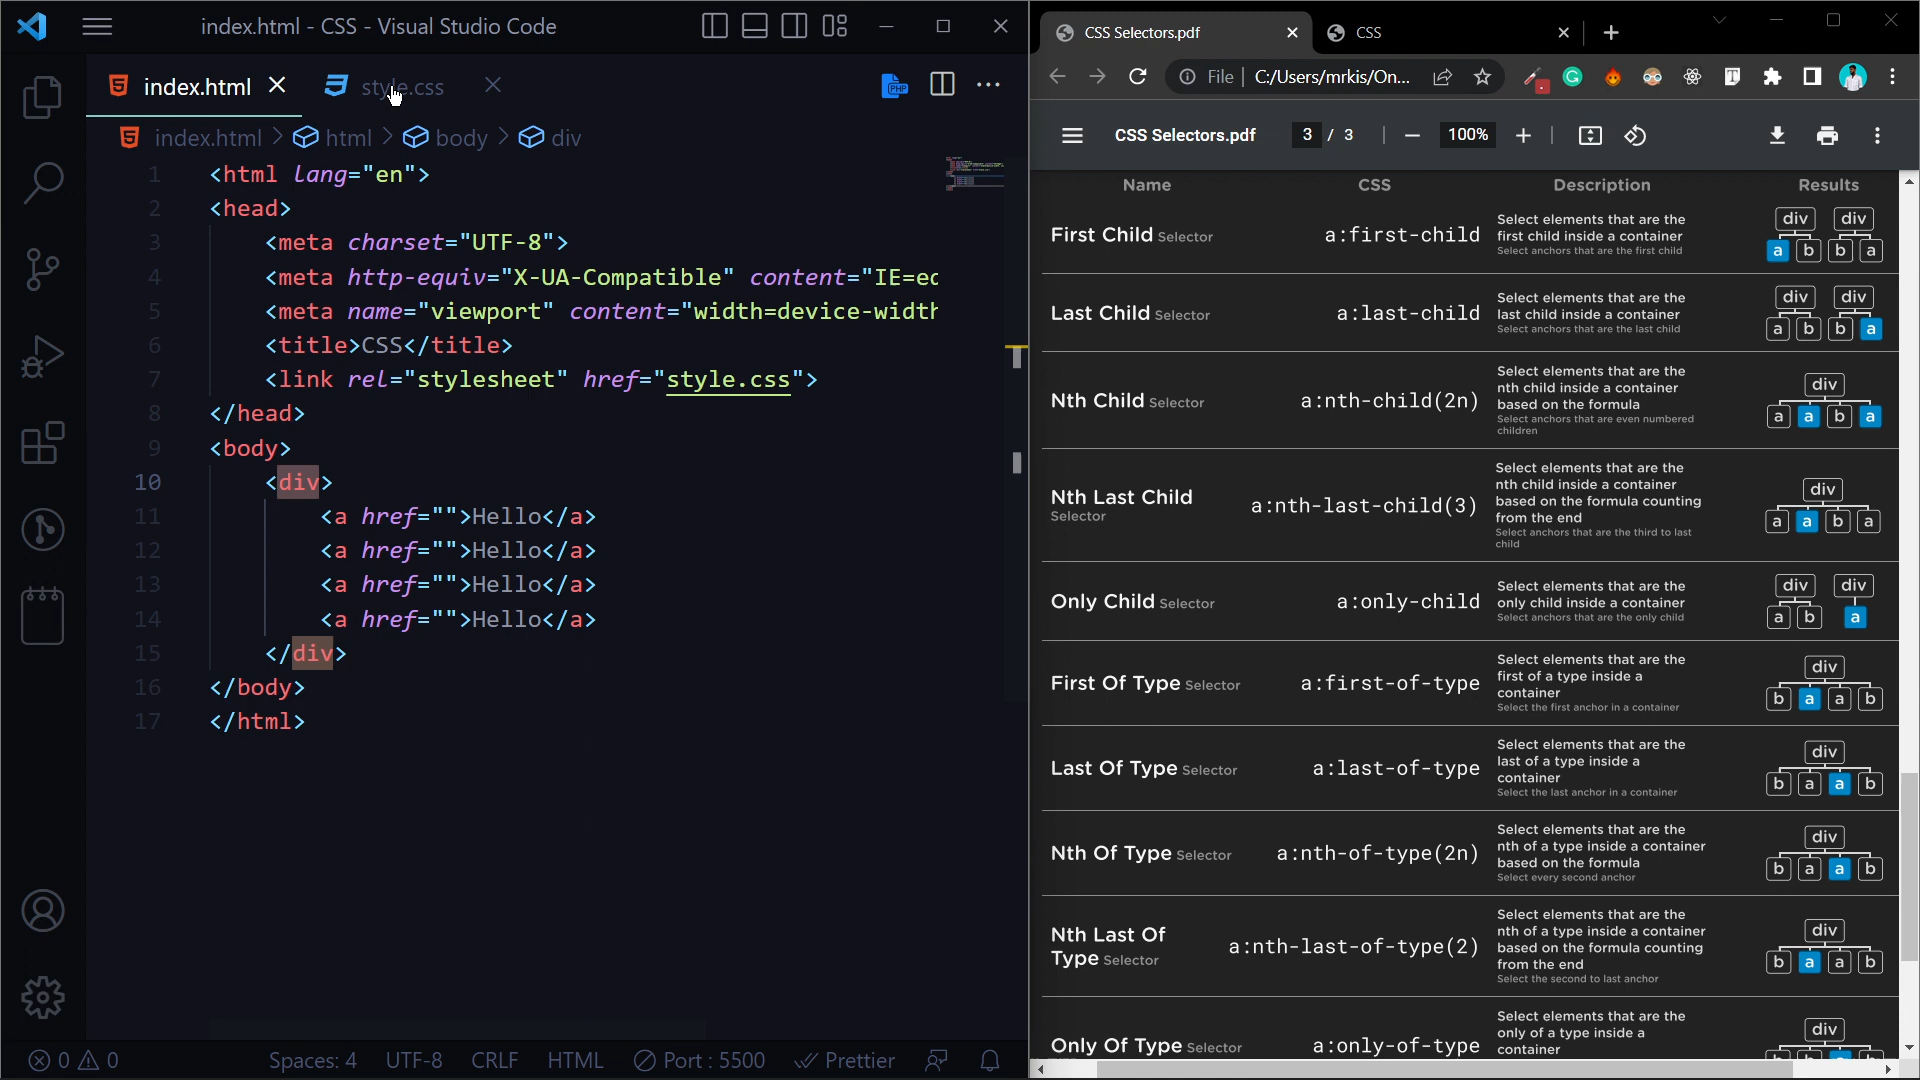 index.html - CSS - Visual Studio Code
index.html
style.css
index.html > html > body > div
1 <html lang="en">
2 <head>
3 <meta charset="UTF-8">
4 <meta http-equiv="X-UA-Compatible" content="IE=ed
5 <meta name="viewport" content="width=device-width
6 <title>CSS</title>
7 <link rel="stylesheet" href="style.css">
8 </head>
9 <body>
10 <div>
11 <a href="">Hello</a>
12 <a href="">Hello</a>
13 <a href="">Hello</a>
14 <a href="">Hello</a>
15 </div>
16 </body>
17 </html>
0 0 Spaces: 4 UTF-8 CRLF HTML Port : 5500 Prettier
CSS Selectors.pdf
CSS
File C:/Users/mrkis/On...
CSS Selectors.pdf 3 / 3 100%
Name CSS Description Results
First Child Selector
a:first-child
Select elements that are the
first child inside a container
Select anchors that are the first child
div div
a b b a
Last Child Selector
a:last-child
Select elements that are the
last child inside a container
Select anchors that are the last child
div div
a b b a
Nth Child Selector
a:nth-child(2n)
Select elements that are the
nth child inside a container
based on the formula
Select anchors that are even numbered
children
div
a a b a
Nth Last Child
Selector
a:nth-last-child(3)
Select elements that are the
nth child inside a container
based on the formula counting
from the end
Select anchors that are the third to last
child
div
a a b a
Only Child Selector
a:only-child
Select elements that are the
only child inside a container
Select anchors that are the only child
div div
a b a
First Of Type Selector
a:first-of-type
Select elements that are the
first of a type inside a
container
Select the first anchor in a container
div
b a a b
Last Of Type Selector
a:last-of-type
Select elements that are the
last of a type inside a
container
Select the last anchor in a container
div
b a a b
Nth Of Type Selector
a:nth-of-type(2n)
Select elements that are the
nth of a type inside a container
based on the formula
Select every second anchor
div
b a a b
Nth Last Of
Type Selector
a:nth-last-of-type(2)
Select elements that are the
nth of a type inside a container
based on the formula counting
from the end
Select the second to last anchor
div
b a a b
Only Of Type Selector
a:only-of-type
Select elements that are the
only of a type inside a
container
div